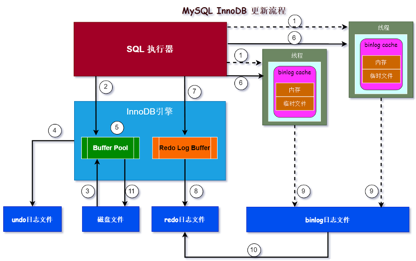 MySQL InnoDB 更新流程
1
SQL 执行器
1
6
线程
binlog cache
内容
临时文件
线程
binlog cache
内容
临时文件
6
2
7
InnoDB引擎
4
5
Buffer Pool
Redo Log Buffer
3
11
8
9
9
undo日志文件
磁盘文件
redo日志文件
binlog日志文件
10